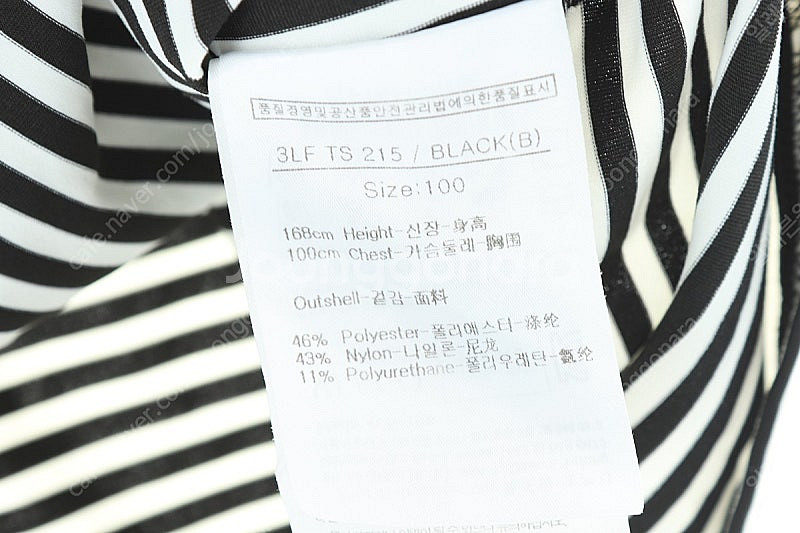 품질경영및공산품안전관리법에의한품질표시
3LF TS 215 / BLACK(B)
Size:100
168cm Height-신장-身高
100cm Chest-가슴둘레-胸围
Outshell-겉감-面料
46% Polyester-폴리에스터-涤纶
43% Nylon-나일론-尼龙
11% Polyurethane-폴리우레탄-氨纶